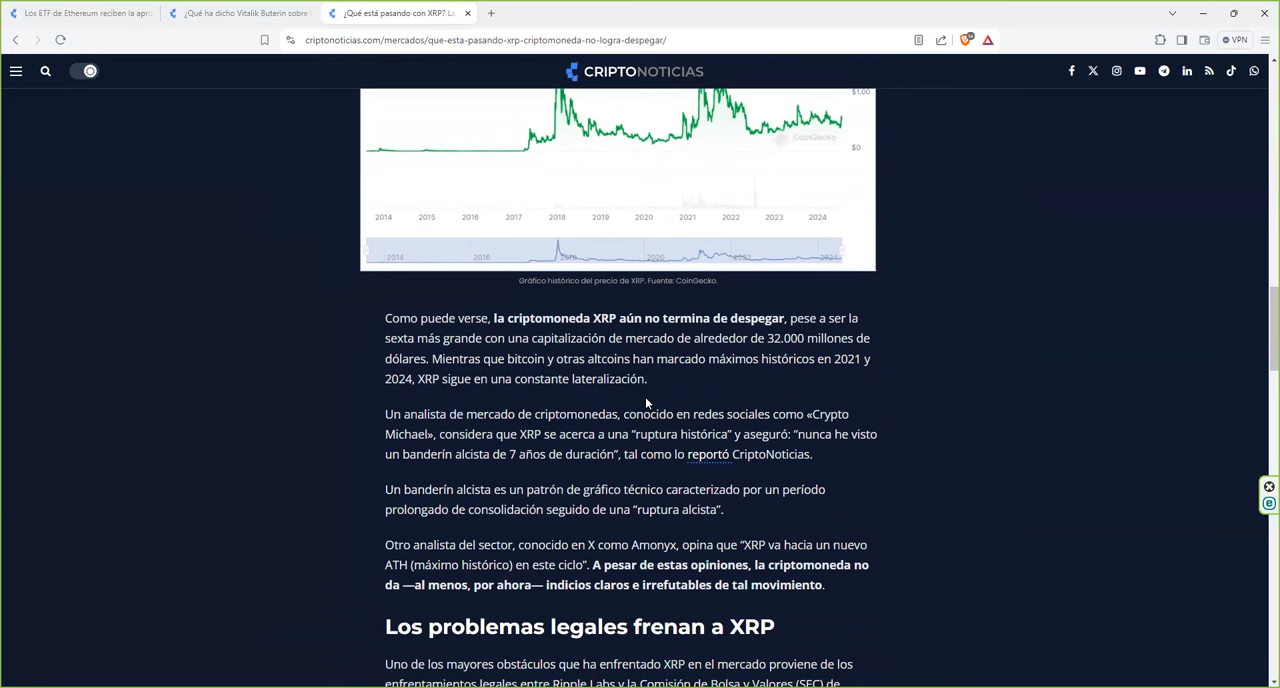 Los ETF de Ethereum reciben la apro
¿Qué ha dicho Vitalik Buterin sobre
¿Qué está pasando con XRP? La
criptonoticias.com/mercados/que-esta-pasando-xrp-criptomoneda-no-logra-despegar/
VPN
CRIPTONOTICIAS
$1,00
CoinGecko
$0
2014 2015 2016 2017 2018 2019 2020 2021 2022 2023 2024
2014 2016 2018 2020 2022 2024
Gráfico histórico del precio de XRP. Fuente: CoinGecko.
Como puede verse, la criptomoneda XRP aún no termina de despegar, pese a ser la
sexta más grande con una capitalización de mercado de alrededor de 32.000 millones de
dólares. Mientras que bitcoin y otras altcoins han marcado máximos históricos en 2021 y
2024, XRP sigue en una constante lateralización.
Un analista de mercado de criptomonedas, conocido en redes sociales como «Crypto
Michael», considera que XRP se acerca a una “ruptura histórica” y aseguró: “nunca he visto
un banderín alcista de 7 años de duración”, tal como lo reportó CriptoNoticias.
Un banderín alcista es un patrón de gráfico técnico caracterizado por un período
prolongado de consolidación seguido de una “ruptura alcista”.
Otro analista del sector, conocido en X como Amonyx, opina que “XRP va hacia un nuevo
ATH (máximo histórico) en este ciclo”. A pesar de estas opiniones, la criptomoneda no
da —al menos, por ahora— indicios claros e irrefutables de tal movimiento.
Los problemas legales frenan a XRP
Uno de los mayores obstáculos que ha enfrentado XRP en el mercado proviene de los
enfrentamientos legales entre Ripple Labs y la Comisión de Bolsa y Valores (SEC) de